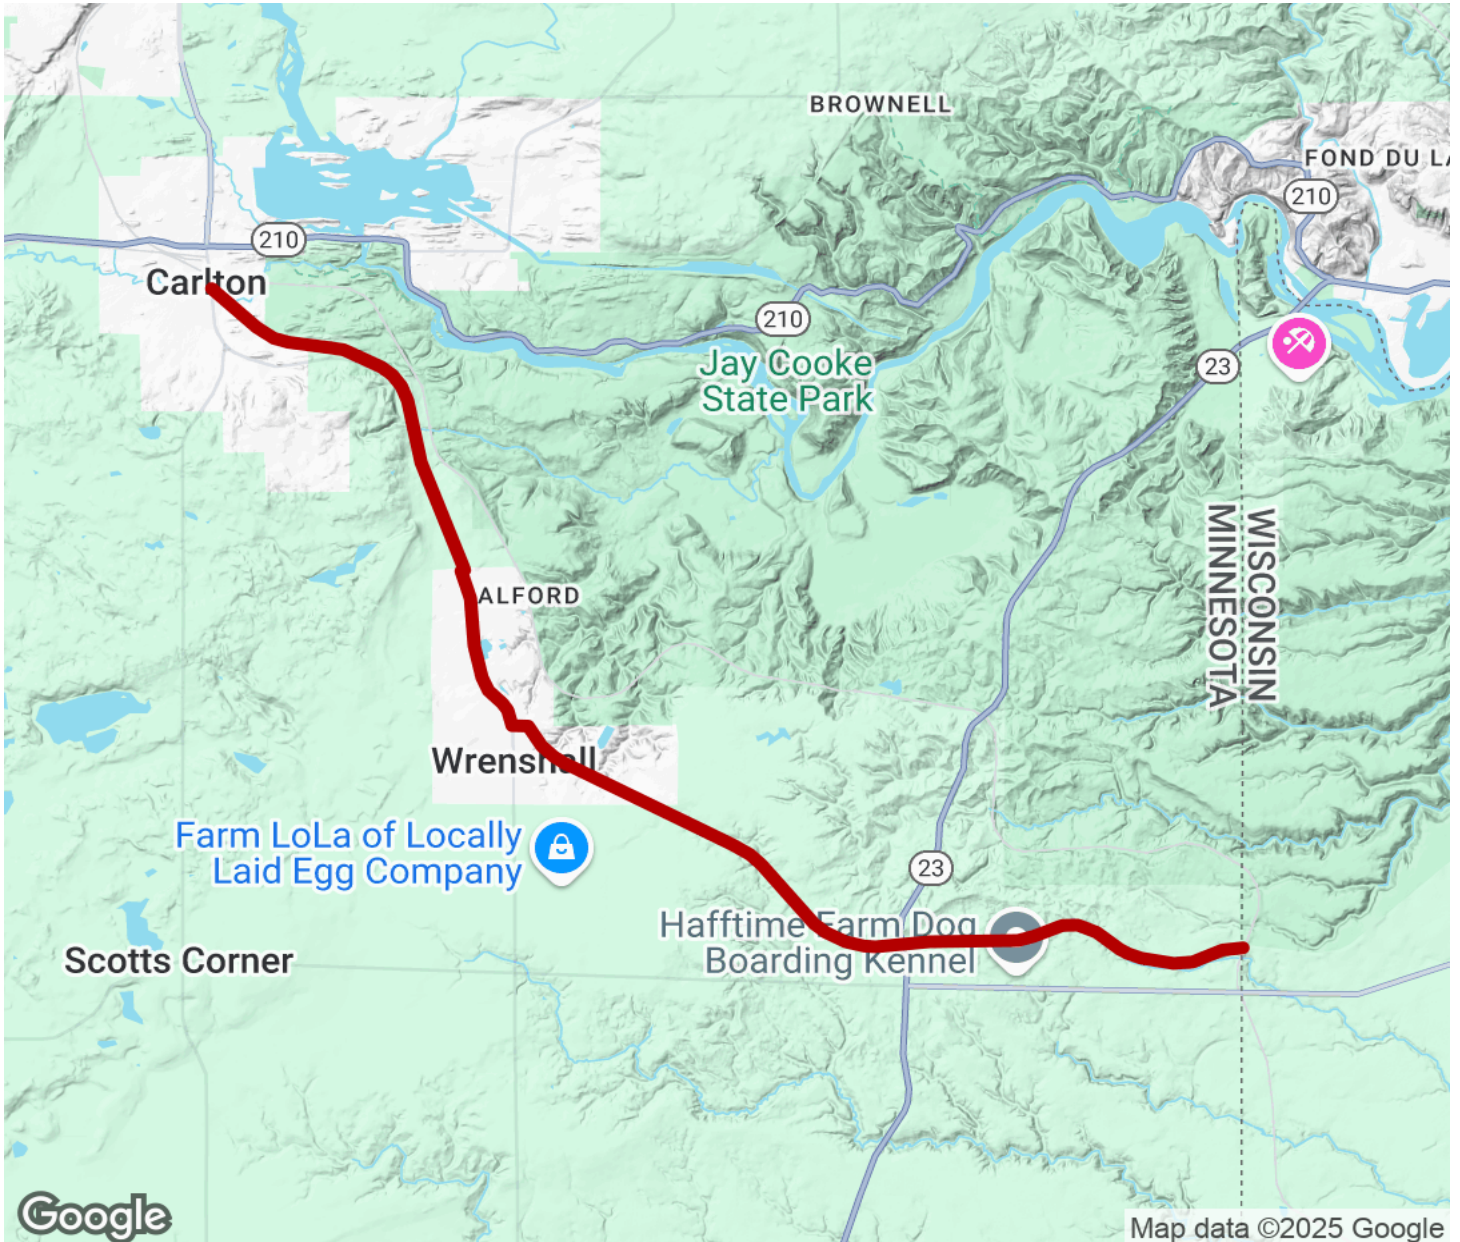 BROWNELL
FOND DU LA
210
210
Carlton
210
Jay Cooke
State Park
23
WISCONSIN
MINNESOTA
ALFORD
Wrenshall
Farm LoLa of Locally
Laid Egg Company
23
Hafftime Farm Dog
Boarding Kennel
Scotts Corner
Google
Map data ©2025 Google